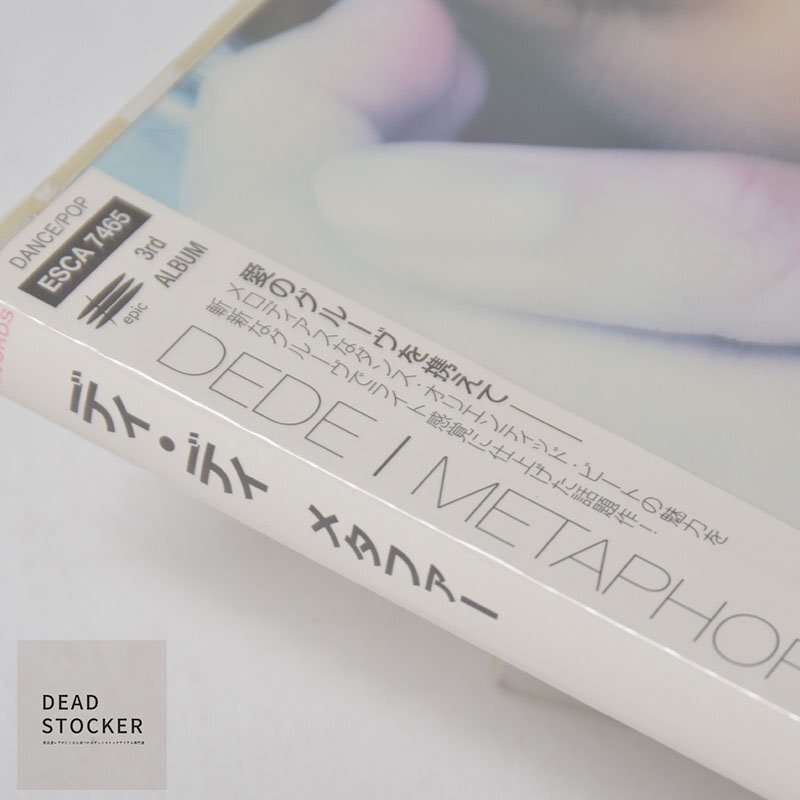 DANCE/POP
ESCA 7465
epic
3rd
ALBUM
愛のグルーヴを携えて——
メロディアスなダンス・オリエンティッド・ビートの魅力を
斬新なグルーヴでライト感覚に仕上げた話題作!
DEDE / METAPHOR
ディ・ディ メタファー
DEAD
STOCKER